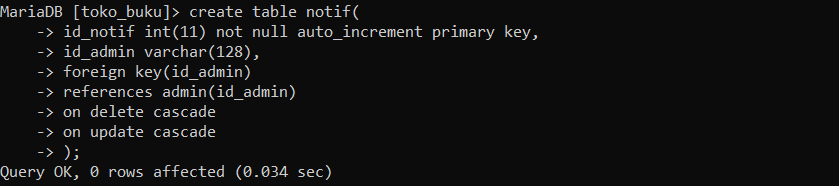 MariaDB [toko_buku]> create table notif(
    -> id_notif int(11) not null auto_increment primary key,
    -> id_admin varchar(128),
    -> foreign key(id_admin)
    -> references admin(id_admin)
    -> on delete cascade
    -> on update cascade
    -> );
Query OK, 0 rows affected (0.034 sec)